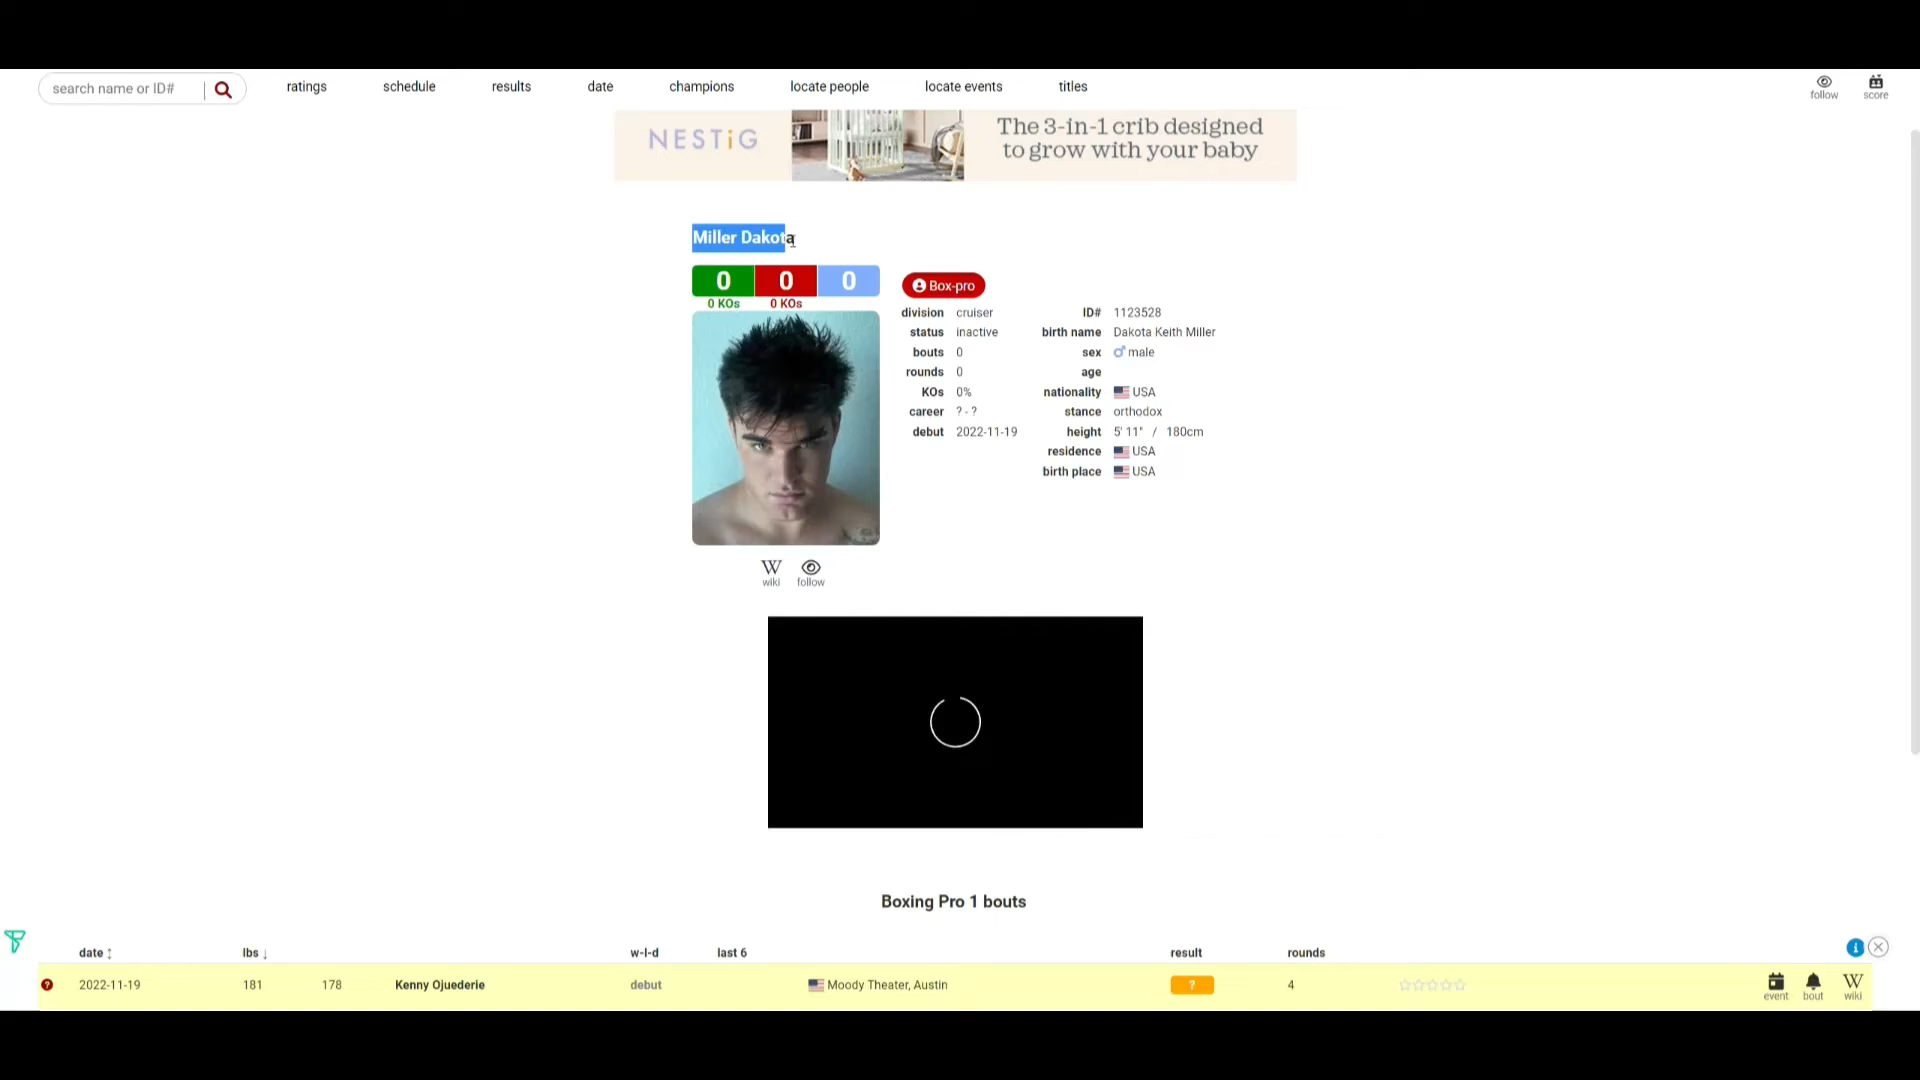 search name or ID#
ratings schedule results date champions locate people locate events titles
follow score
NESTiG
The 3-in-1 crib designed
to grow with your baby
Miller Dakota
0 0 0
0 KOs 0 KOs
Box-pro
division cruiser ID# 1123528
status inactive birth name Dakota Keith Miller
bouts 0 sex male
rounds 0 age
KOs 0% nationality USA
career ? - ? stance orthodox
debut 2022-11-19 height 5' 11" / 180cm
residence USA
birth place USA
W
wiki follow
Boxing Pro 1 bouts
date lbs w-l-d last 6 result rounds
? 2022-11-19 181 178 Kenny Ojuederie debut Moody Theater, Austin ? 4 W
event bout wiki